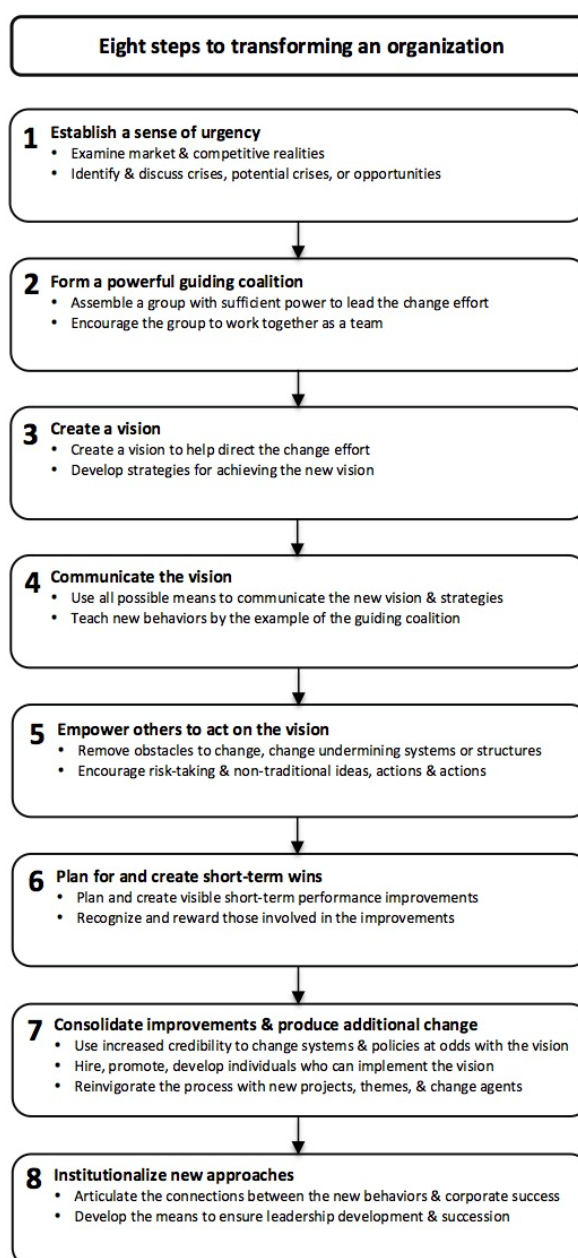 Eight steps to transforming an organization
1 Establish a sense of urgency
• Examine market & competitive realities
• Identify & discuss crises, potential crises, or opportunities
2 Form a powerful guiding coalition
• Assemble a group with sufficient power to lead the change effort
• Encourage the group to work together as a team
3 Create a vision
• Create a vision to help direct the change effort
• Develop strategies for achieving the new vision
4 Communicate the vision
• Use all possible means to communicate the new vision & strategies
• Teach new behaviors by the example of the guiding coalition
5 Empower others to act on the vision
• Remove obstacles to change, change undermining systems or structures
• Encourage risk-taking & non-traditional ideas, actions & actions
6 Plan for and create short-term wins
• Plan and create visible short-term performance improvements
• Recognize and reward those involved in the improvements
7 Consolidate improvements & produce additional change
• Use increased credibility to change systems & policies at odds with the vision
• Hire, promote, develop individuals who can implement the vision
• Reinvigorate the process with new projects, themes, & change agents
8 Institutionalize new approaches
• Articulate the connections between the new behaviors & corporate success
• Develop the means to ensure leadership development & succession